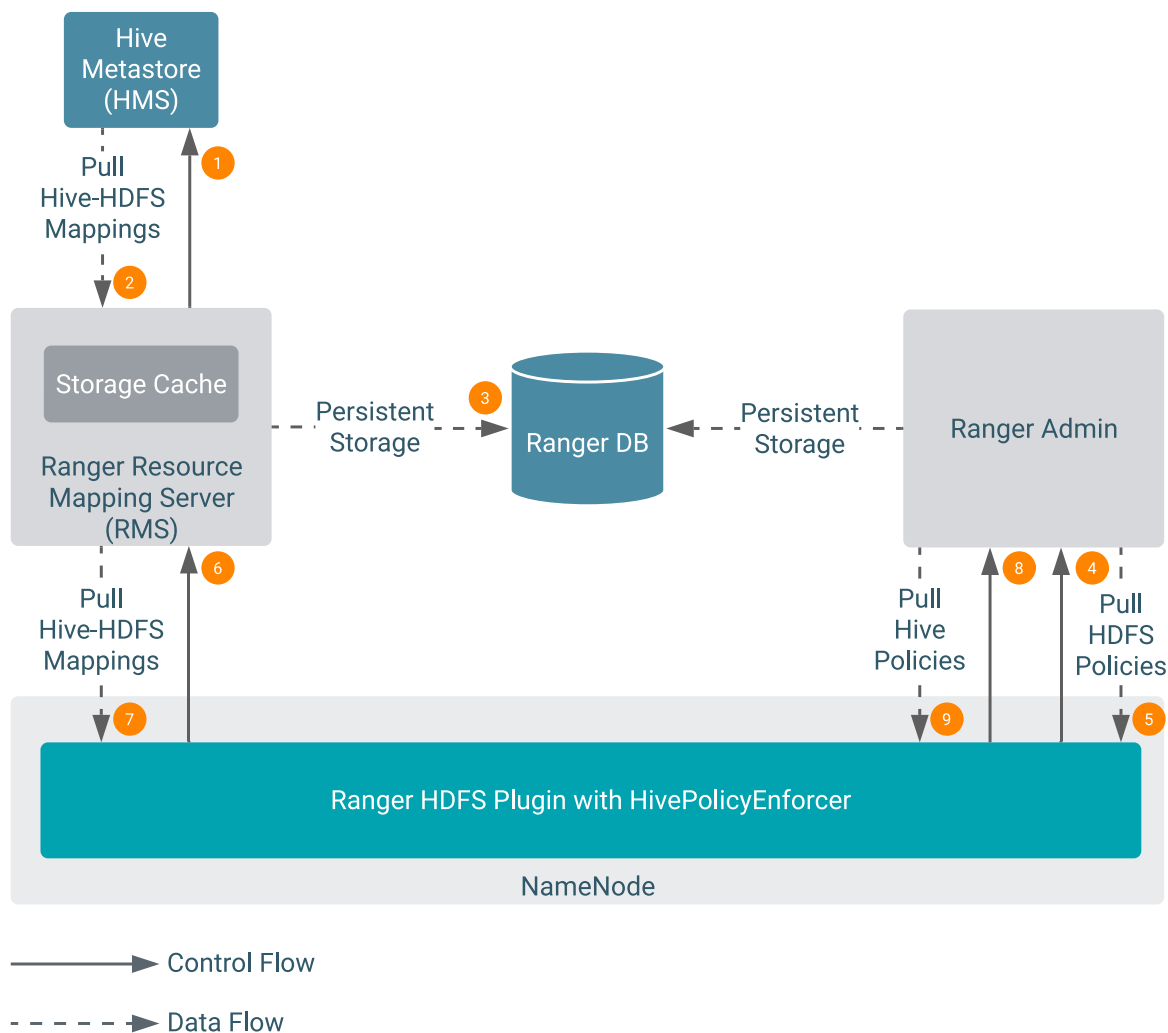 Hive
Metastore
(HMS)
1
Pull
Hive-HDFS
Mappings
2
Storage Cache
Ranger Resource
Mapping Server
(RMS)
Persistent
Storage
3
Ranger DB
Persistent
Storage
Ranger Admin
6
Pull
Hive-HDFS
Mappings
7
8
4
Pull
Hive
Policies
9
Pull
HDFS
Policies
5
Ranger HDFS Plugin with HivePolicyEnforcer
NameNode
Control Flow
Data Flow